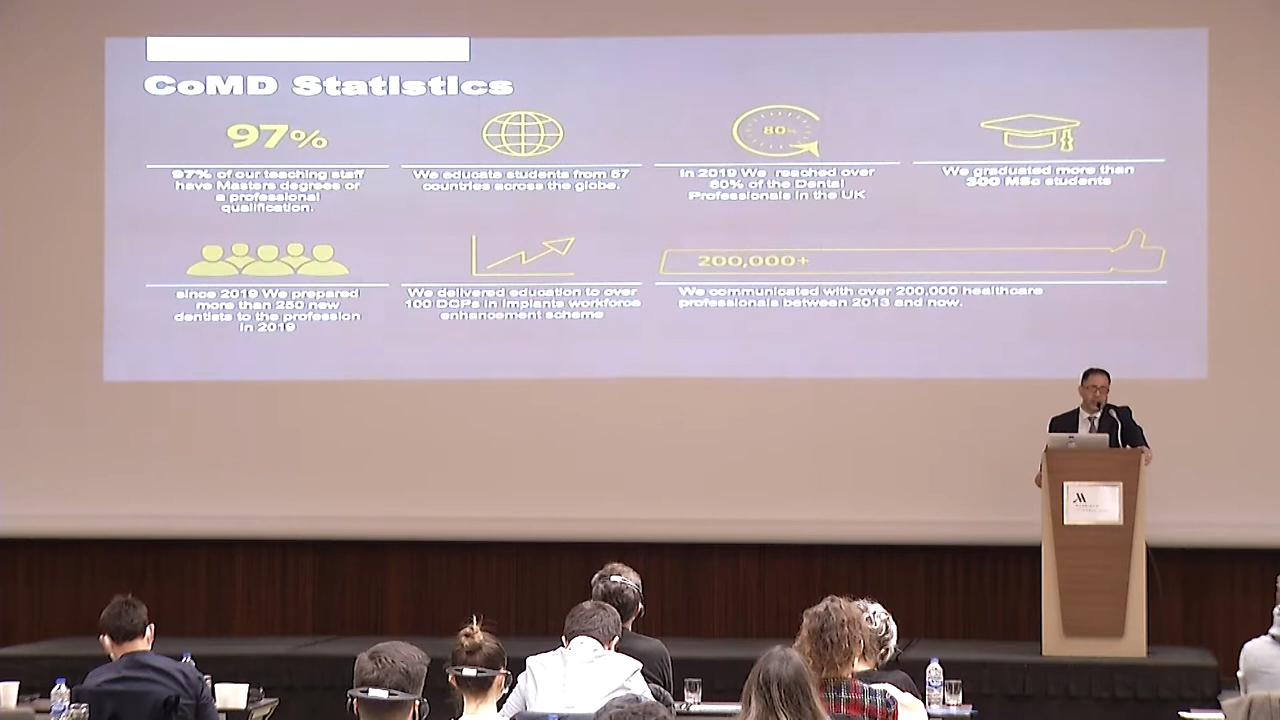 CoMD Statistics
97%
97% of our teaching staff
have Masters degrees or
a professional
qualification.
We educate students from 67
countries across the globe.
80%
In 2019 We reached over
80% of the Dental
Professionals in the UK
We graduated more than
300 MSc students
since 2019 We prepared
more than 250 new
dentists to the profession
in 2019
We delivered education to over
100 DCPs in implants workforce
enhancement scheme
200,000+
We communicated with over 200,000 healthcare
professionals between 2013 and now.